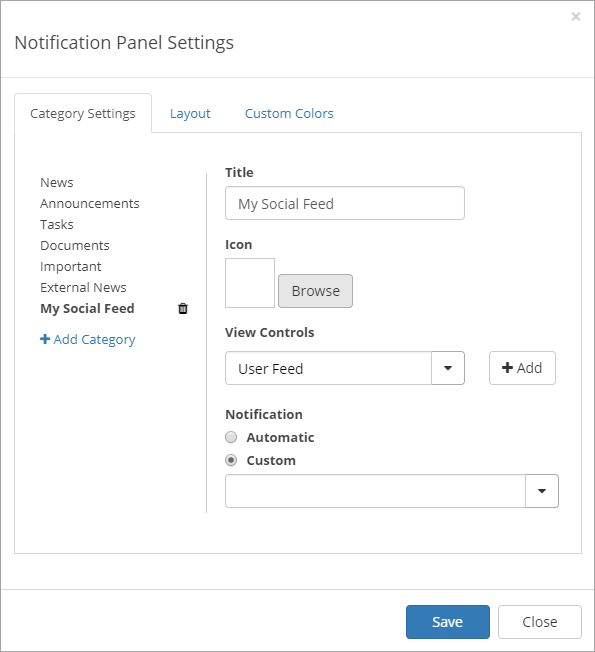 ×
Notification Panel Settings
Category Settings
Layout
Custom Colors
News
Announcements
Tasks
Documents
Important
External News
My Social Feed
+ Add Category
Title
My Social Feed
Icon
Browse
View Controls
User Feed
+ Add
Notification
Automatic
Custom
Save
Close